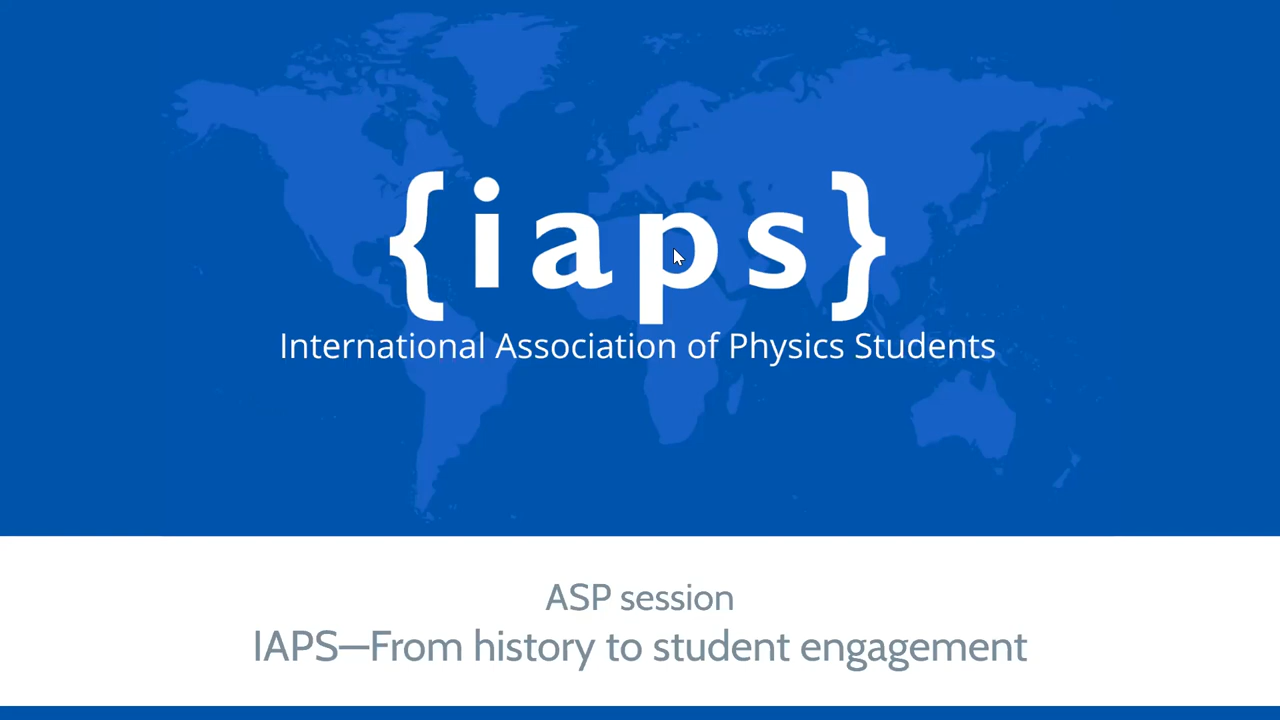 {iaps}
International Association of Physics Students
ASP session
IAPS—From history to student engagement